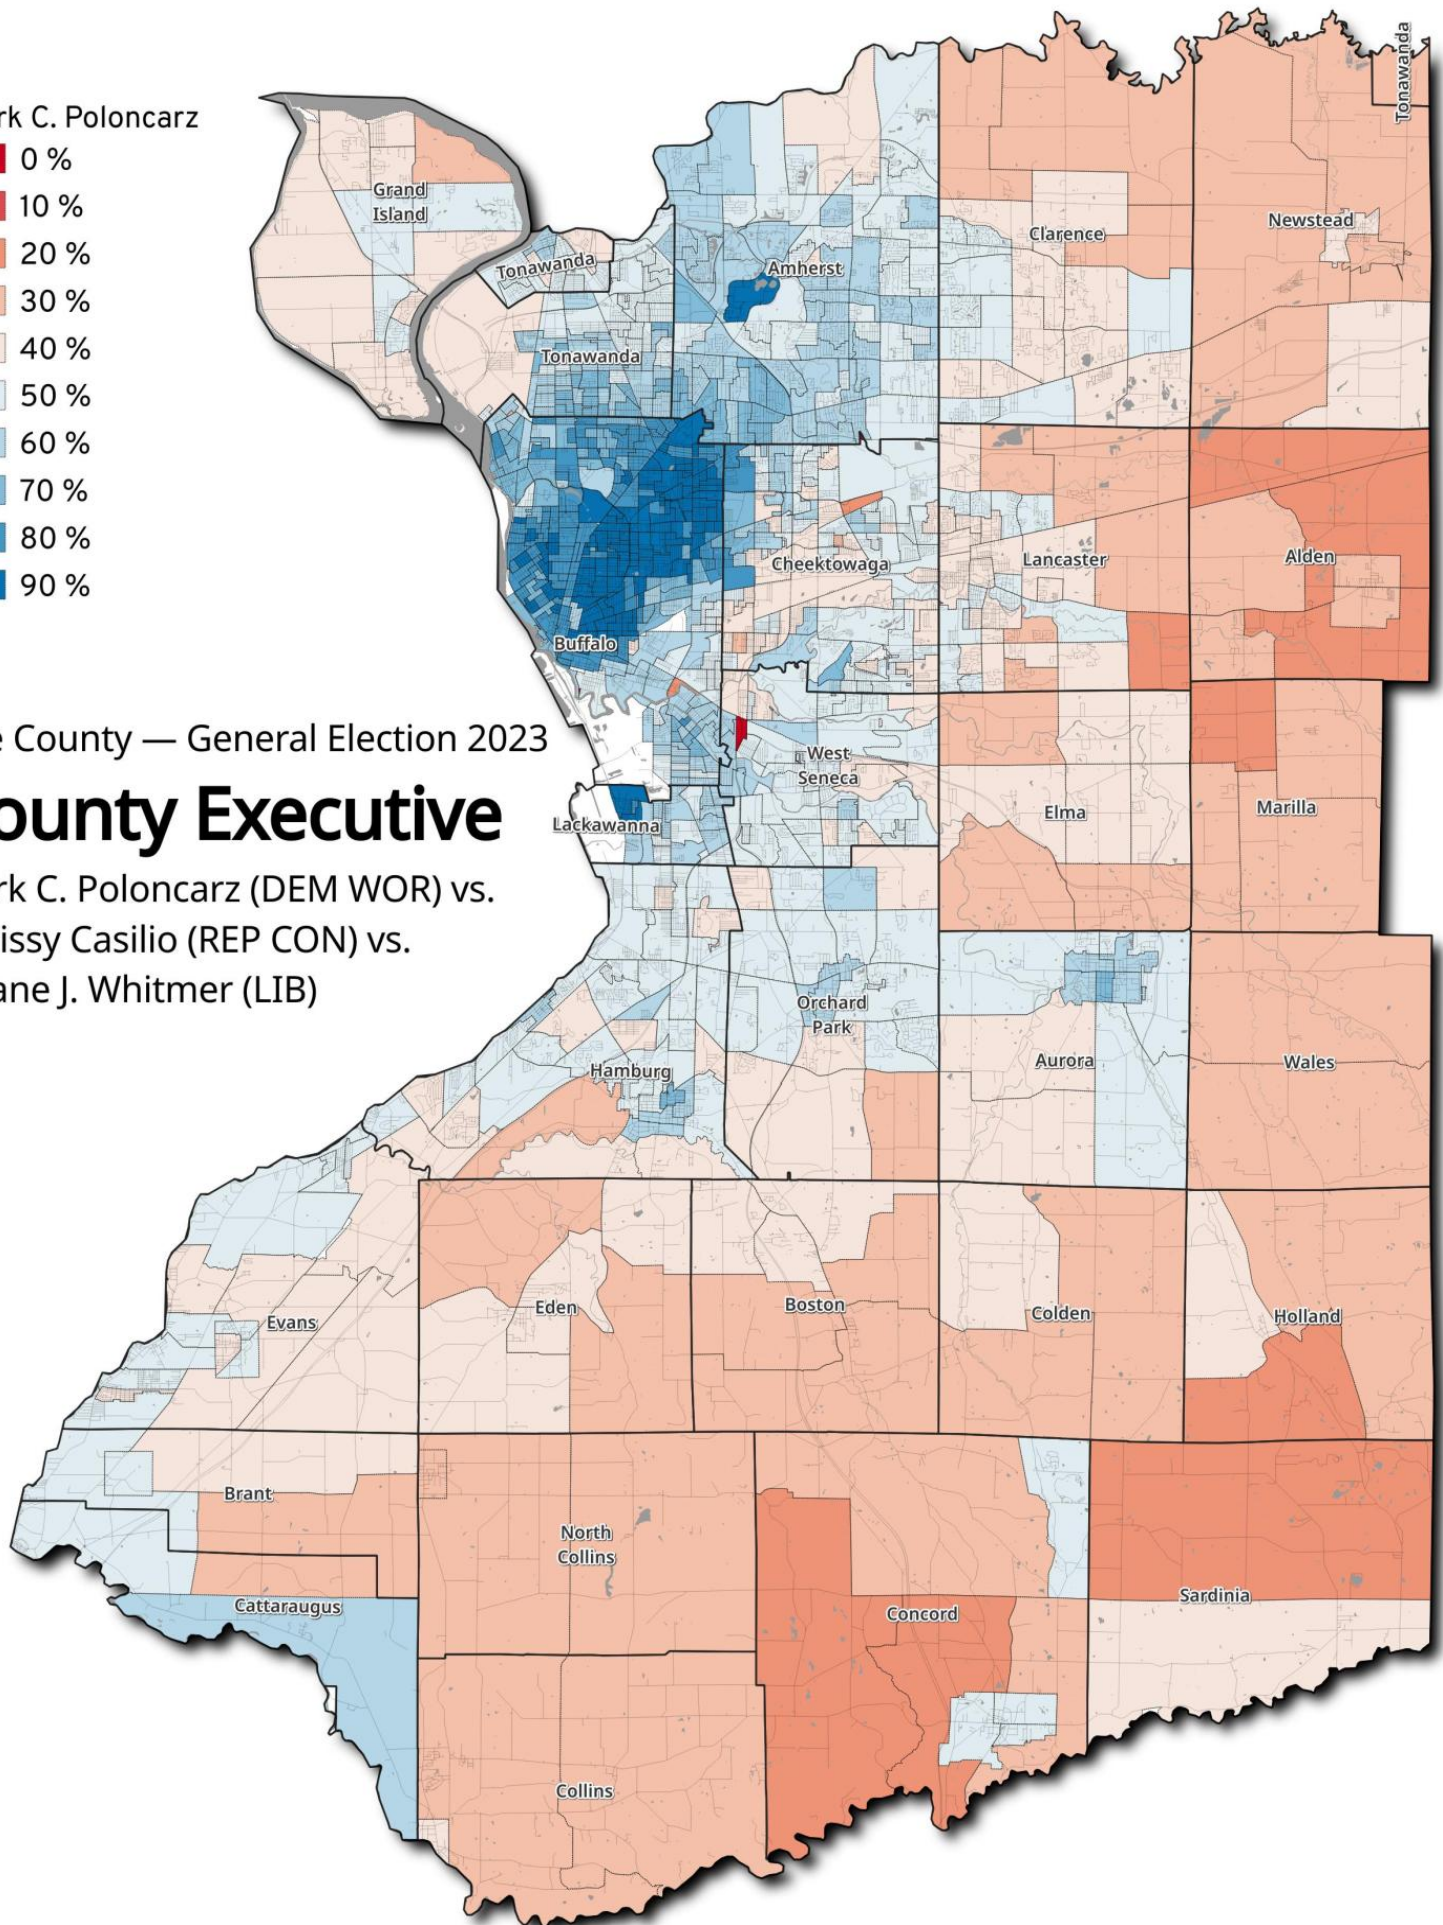 rk C. Poloncarz
0 %
10 %
20 %
30 %
40 %
50 %
60 %
70 %
80 %
90 %
e County — General Election 2023
ounty Executive
rk C. Poloncarz (DEM WOR) vs.
issy Casilio (REP CON) vs.
ane J. Whitmer (LIB)
Tonawanda
Grand
Island
Newstead
Clarence
Tonawanda
Amherst
Tonawanda
Cheektowaga
Lancaster
Alden
Buffalo
West
Seneca
Lackawanna
Elma
Marilla
Orchard
Park
Hamburg
Aurora
Wales
Evans
Eden
Boston
Colden
Holland
Brant
North
Collins
Cattaraugus
Concord
Sardinia
Collins